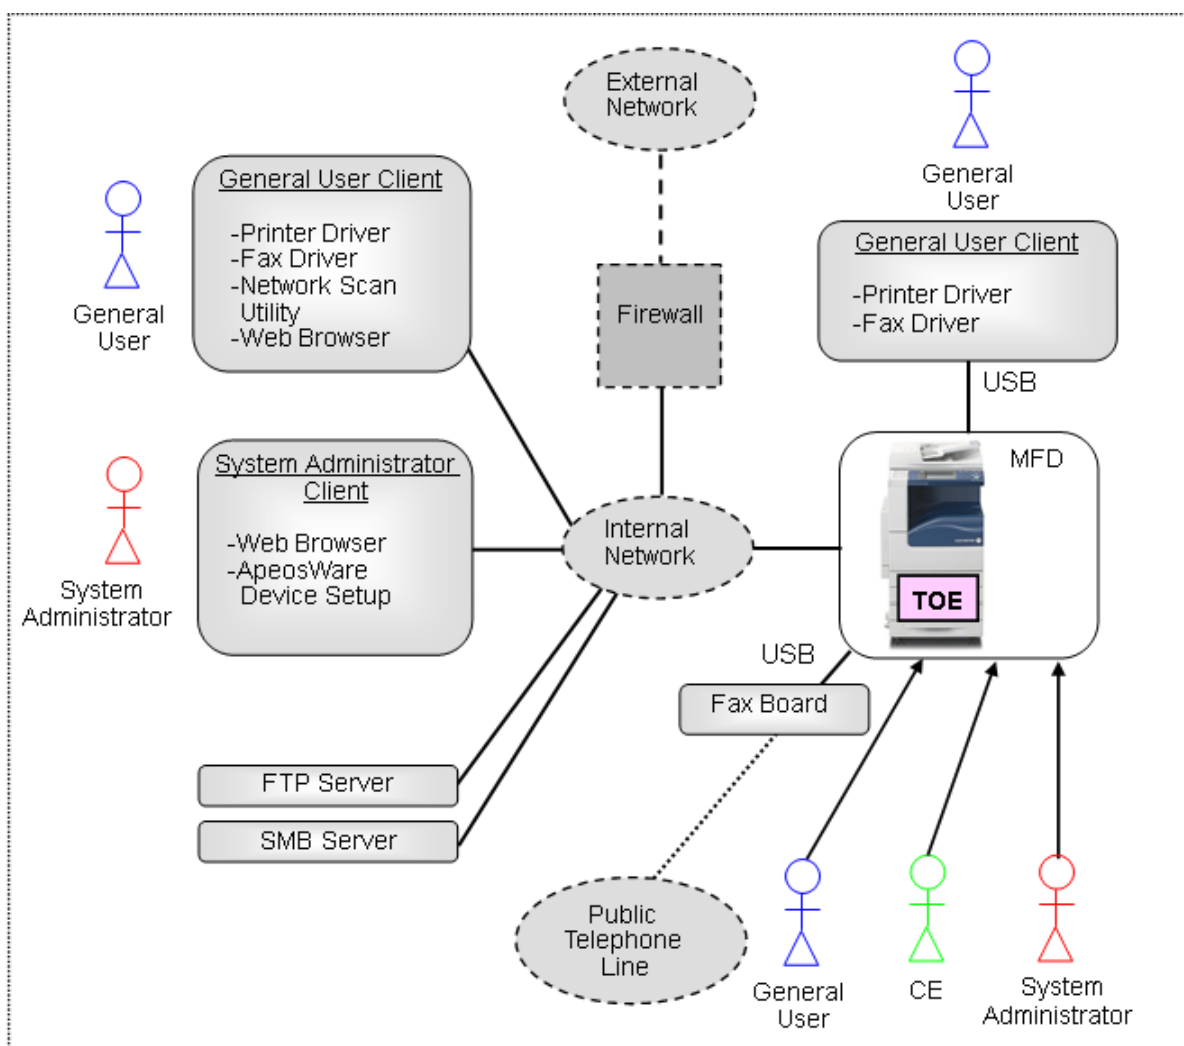 External
Network
General
User
General User Client
-Printer Driver
-Fax Driver
-Network Scan
Utility
-Web Browser
General
User
Firewall
General User Client
-Printer Driver
-Fax Driver
USB
System Administrator
Client
-Web Browser
-ApeosWare
Device Setup
System
Administrator
Internal
Network
MFD
TOE
USB
Fax Board
FTP Server
SMB Server
Public
Telephone
Line
General
User
CE
System
Administrator